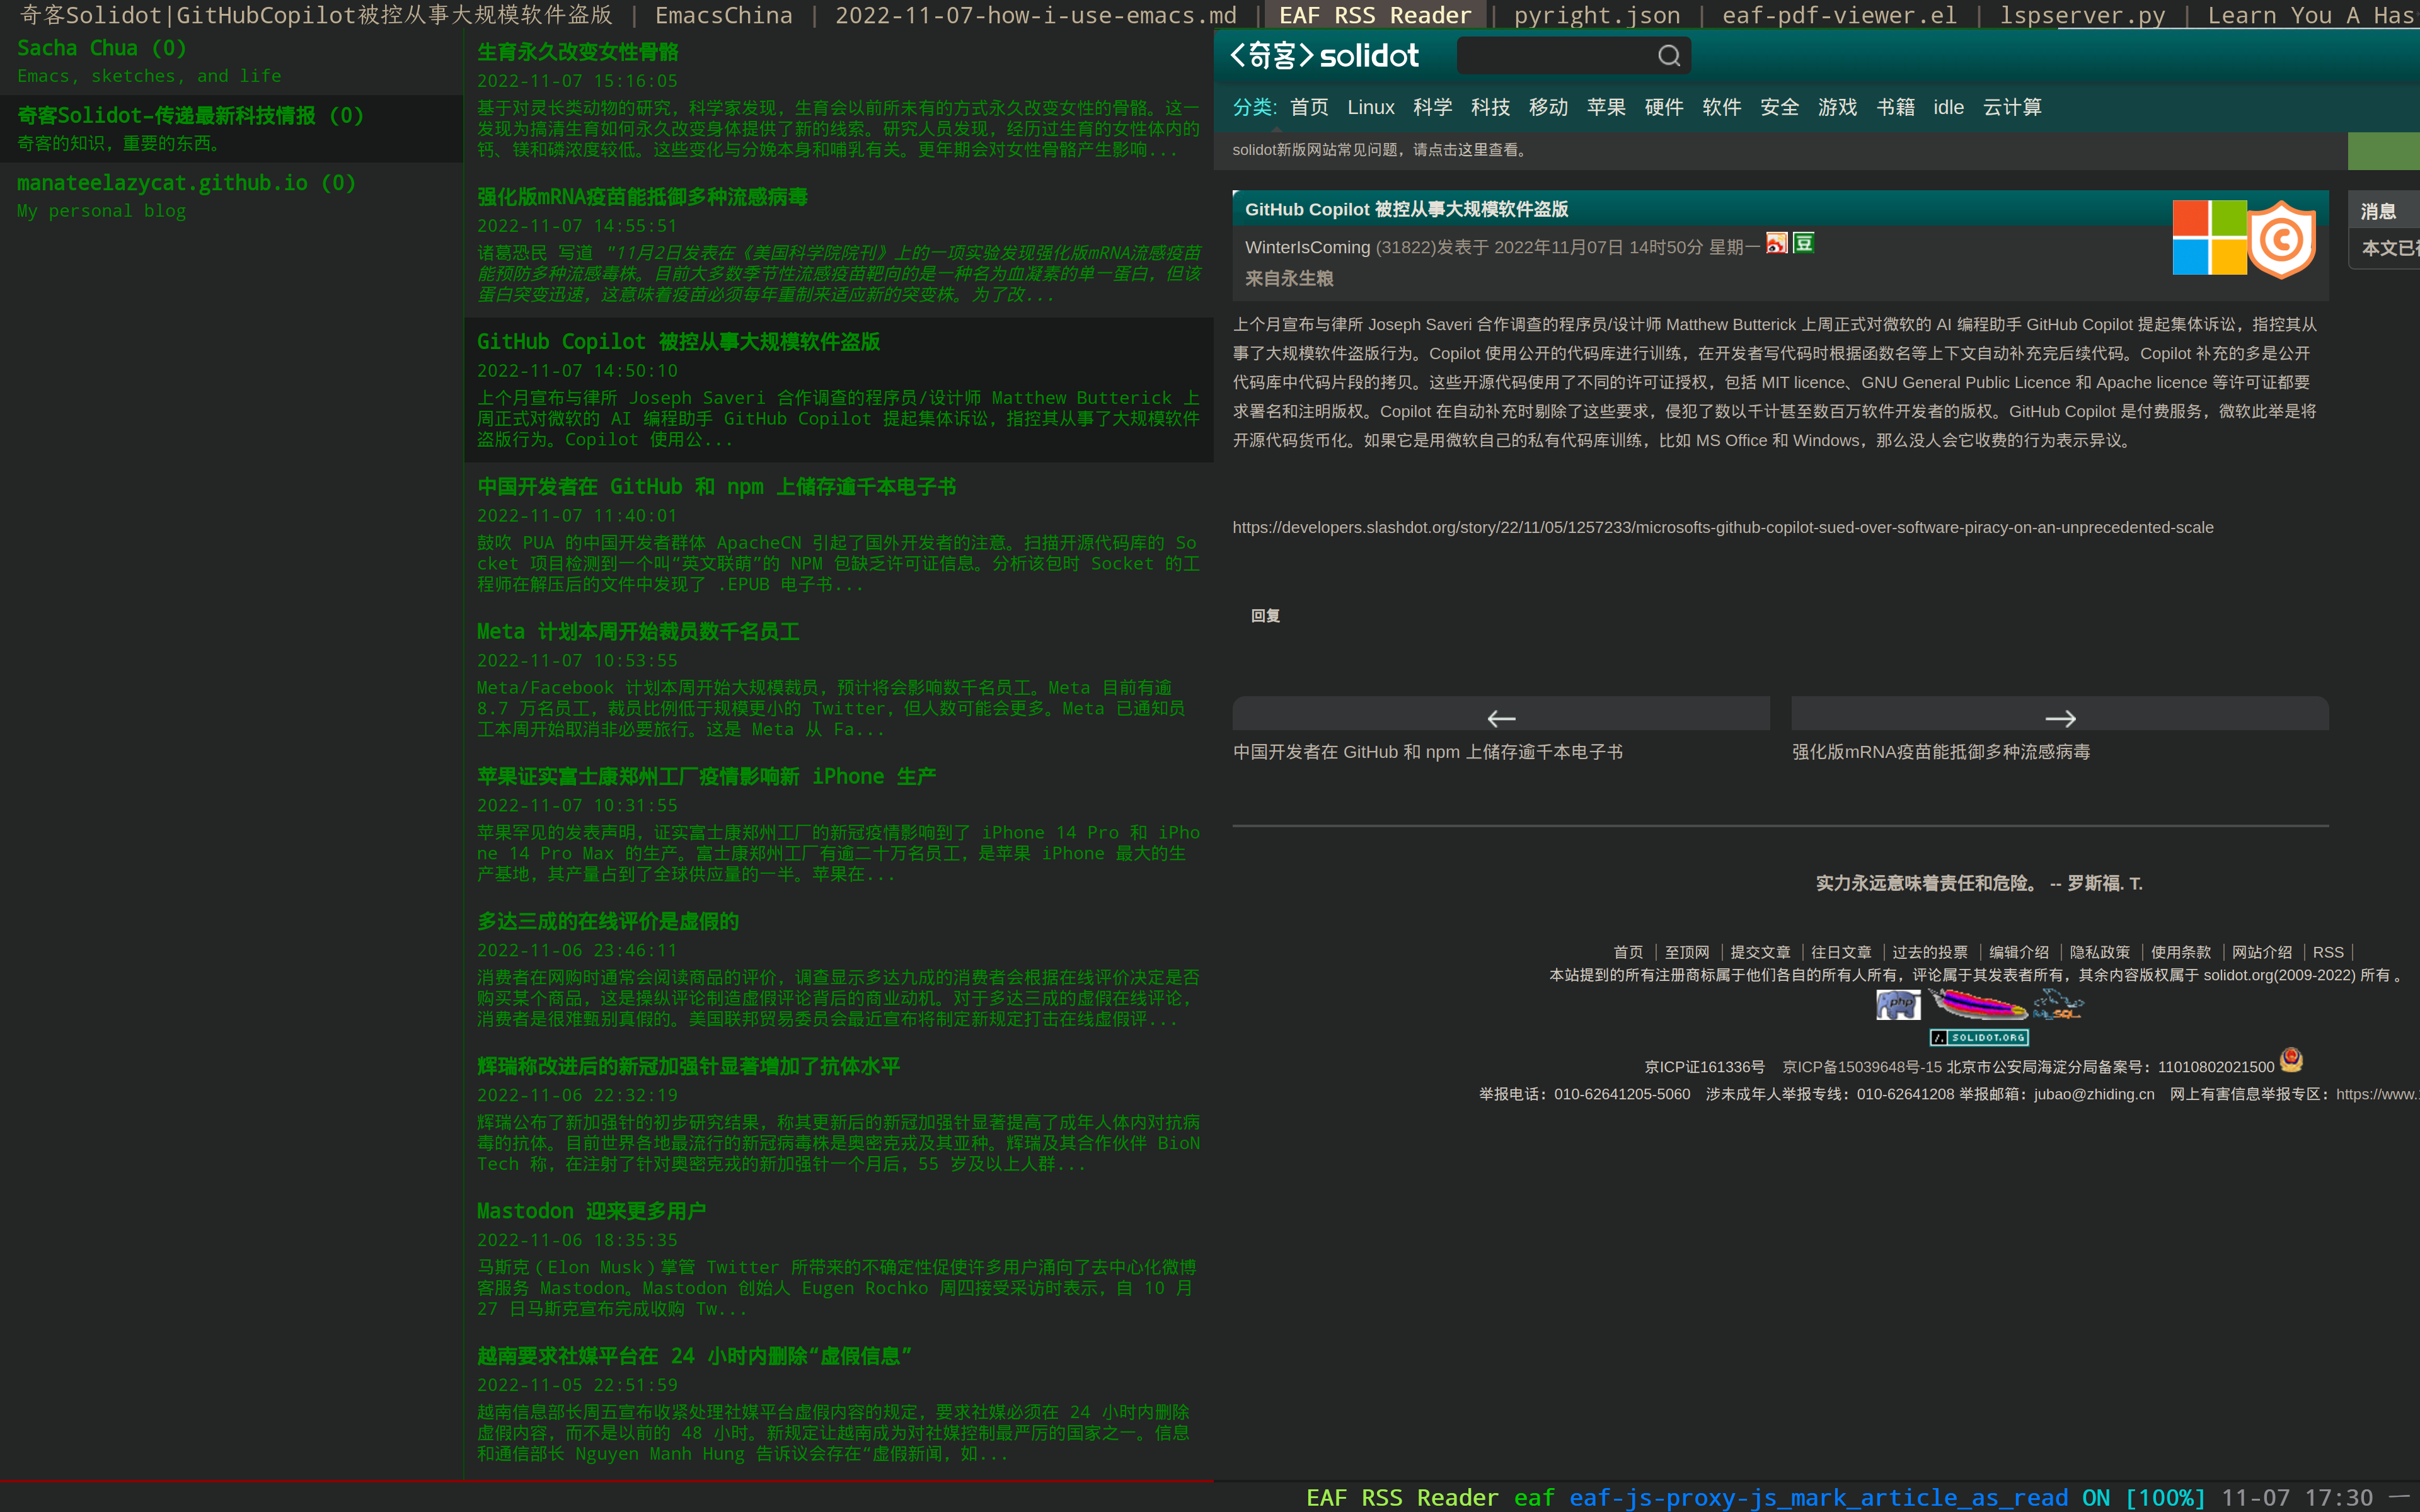 奇客Solidot|GitHubCopilot被控从事大规模软件盗版 | EmacsChina | 2022-11-07-how-i-use-emacs.md | EAF RSS Reader | pyright.json | eaf-pdf-viewer.el | lspserver.py | Learn You A Has
Sacha Chua (0)
Emacs, sketches, and life
奇客Solidot–传递最新科技情报 (0)
奇客的知识，重要的东西。
manateelazycat.github.io (0)
My personal blog
生育永久改变女性骨骼
2022-11-07 15:16:05
基于对灵长类动物的研究，科学家发现，生育会以前所未有的方式永久改变女性的骨骼。这一
发现为搞清生育如何永久改变身体提供了新的线索。研究人员发现，经历过生育的女性体内的
钙、镁和磷浓度较低。这些变化与分娩本身和哺乳有关。更年期会对女性骨骼产生影响...
强化版mRNA疫苗能抵御多种流感病毒
2022-11-07 14:55:51
诸葛恐民 写道 "11月2日发表在《美国科学院院刊》上的一项实验发现强化版mRNA流感疫苗
能预防多种流感毒株。目前大多数季节性流感疫苗靶向的是一种名为血凝素的单一蛋白，但该
蛋白突变迅速，这意味着疫苗必须每年重制来适应新的突变株。为了改...
GitHub Copilot 被控从事大规模软件盗版
2022-11-07 14:50:10
上个月宣布与律所 Joseph Saveri 合作调查的程序员/设计师 Matthew Butterick 上
周正式对微软的 AI 编程助手 GitHub Copilot 提起集体诉讼，指控其从事了大规模软件
盗版行为。Copilot 使用公...
中国开发者在 GitHub 和 npm 上储存逾千本电子书
2022-11-07 11:40:01
鼓吹 PUA 的中国开发者群体 ApacheCN 引起了国外开发者的注意。扫描开源代码库的 So
cket 项目检测到一个叫“英文联萌”的 NPM 包缺乏许可证信息。分析该包时 Socket 的工
程师在解压后的文件中发现了 .EPUB 电子书...
Meta 计划本周开始裁员数千名员工
2022-11-07 10:53:55
Meta/Facebook 计划本周开始大规模裁员，预计将会影响数千名员工。Meta 目前有逾
8.7 万名员工，裁员比例低于规模更小的 Twitter，但人数可能会更多。Meta 已通知员
工本周开始取消非必要旅行。这是 Meta 从 Fa...
苹果证实富士康郑州工厂疫情影响新 iPhone 生产
2022-11-07 10:31:55
苹果罕见的发表声明，证实富士康郑州工厂的新冠疫情影响到了 iPhone 14 Pro 和 iPho
ne 14 Pro Max 的生产。富士康郑州工厂有逾二十万名员工，是苹果 iPhone 最大的生
产基地，其产量占到了全球供应量的一半。苹果在...
多达三成的在线评价是虚假的
2022-11-06 23:46:11
消费者在网购时通常会阅读商品的评价，调查显示多达九成的消费者会根据在线评价决定是否
购买某个商品，这是操纵评论制造虚假评论背后的商业动机。对于多达三成的虚假在线评论，
消费者是很难甄别真假的。美国联邦贸易委员会最近宣布将制定新规定打击在线虚假评...
辉瑞称改进后的新冠加强针显著增加了抗体水平
2022-11-06 22:32:19
辉瑞公布了新加强针的初步研究结果，称其更新后的新冠加强针显著提高了成年人体内对抗病
毒的抗体。目前世界各地最流行的新冠病毒株是奥密克戎及其亚种。辉瑞及其合作伙伴 BioN
Tech 称，在注射了针对奥密克戎的新加强针一个月后，55 岁及以上人群...
Mastodon 迎来更多用户
2022-11-06 18:35:35
马斯克（Elon Musk）掌管 Twitter 所带来的不确定性促使许多用户涌向了去中心化微博
客服务 Mastodon。Mastodon 创始人 Eugen Rochko 周四接受采访时表示，自 10 月
27 日马斯克宣布完成收购 Tw...
越南要求社媒平台在 24 小时内删除“虚假信息”
2022-11-05 22:51:59
越南信息部长周五宣布收紧处理社媒平台虚假内容的规定，要求社媒必须在 24 小时内删除
虚假内容，而不是以前的 48 小时。新规定让越南成为对社媒控制最严厉的国家之一。信息
和通信部长 Nguyen Manh Hung 告诉议会存在“虚假新闻，如...
<奇客>solidot
分类: 首页 Linux 科学 科技 移动 苹果 硬件 软件 安全 游戏 书籍 idle 云计算
solidot新版网站常见问题，请点击这里查看。
GitHub Copilot 被控从事大规模软件盗版
WinterIsComing (31822)发表于 2022年11月07日 14时50分 星期一 豆
来自永生粮
上个月宣布与律所 Joseph Saveri 合作调查的程序员/设计师 Matthew Butterick 上周正式对微软的 AI 编程助手 GitHub Copilot 提起集体诉讼，指控其从
事了大规模软件盗版行为。Copilot 使用公开的代码库进行训练，在开发者写代码时根据函数名等上下文自动补充完后续代码。Copilot 补充的多是公开
代码库中代码片段的拷贝。这些开源代码使用了不同的许可证授权，包括 MIT licence、GNU General Public Licence 和 Apache licence 等许可证都要
求署名和注明版权。Copilot 在自动补充时剔除了这些要求，侵犯了数以千计甚至数百万软件开发者的版权。GitHub Copilot 是付费服务，微软此举是将
开源代码货币化。如果它是用微软自己的私有代码库训练，比如 MS Office 和 Windows，那么没人会它收费的行为表示异议。
https://developers.slashdot.org/story/22/11/05/1257233/microsofts-github-copilot-sued-over-software-piracy-on-an-unprecedented-scale
回复
← →
中国开发者在 GitHub 和 npm 上储存逾千本电子书 强化版mRNA疫苗能抵御多种流感病毒
消息
本文已
实力永远意味着责任和危险。 -- 罗斯福. T.
首页 | 至顶网 | 提交文章 | 往日文章 | 过去的投票 | 编辑介绍 | 隐私政策 | 使用条款 | 网站介绍 | RSS |
本站提到的所有注册商标属于他们各自的所有人所有，评论属于其发表者所有，其余内容版权属于 solidot.org(2009-2022) 所有 。
php
SOLIDOT.ORG
京ICP证161336号 京ICP备15039648号-15 北京市公安局海淀分局备案号：11010802021500
举报电话：010-62641205-5060 涉未成年人举报专线：010-62641208 举报邮箱：jubao@zhiding.cn 网上有害信息举报专区：https://www.
EAF RSS Reader eaf eaf-js-proxy-js_mark_article_as_read ON [100%] 11-07 17:30 一